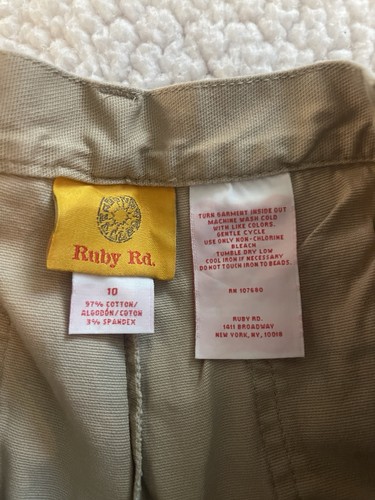 Ruby Rd.
10
97% COTTON/
ALGODÓN/COTON
3% SPANDEX
TURN GARMENT INSIDE OUT
MACHINE WASH COLD
WITH LIKE COLORS.
GENTLE CYCLE
USE ONLY NON-CHLORINE
BLEACH
TUMBLE DRY LOW
COOL IRON IF NECESSARY
DO NOT TOUCH IRON TO BEADS.
RN 107680
RUBY RD.
1411 BROADWAY
NEW YORK, NY, 10018